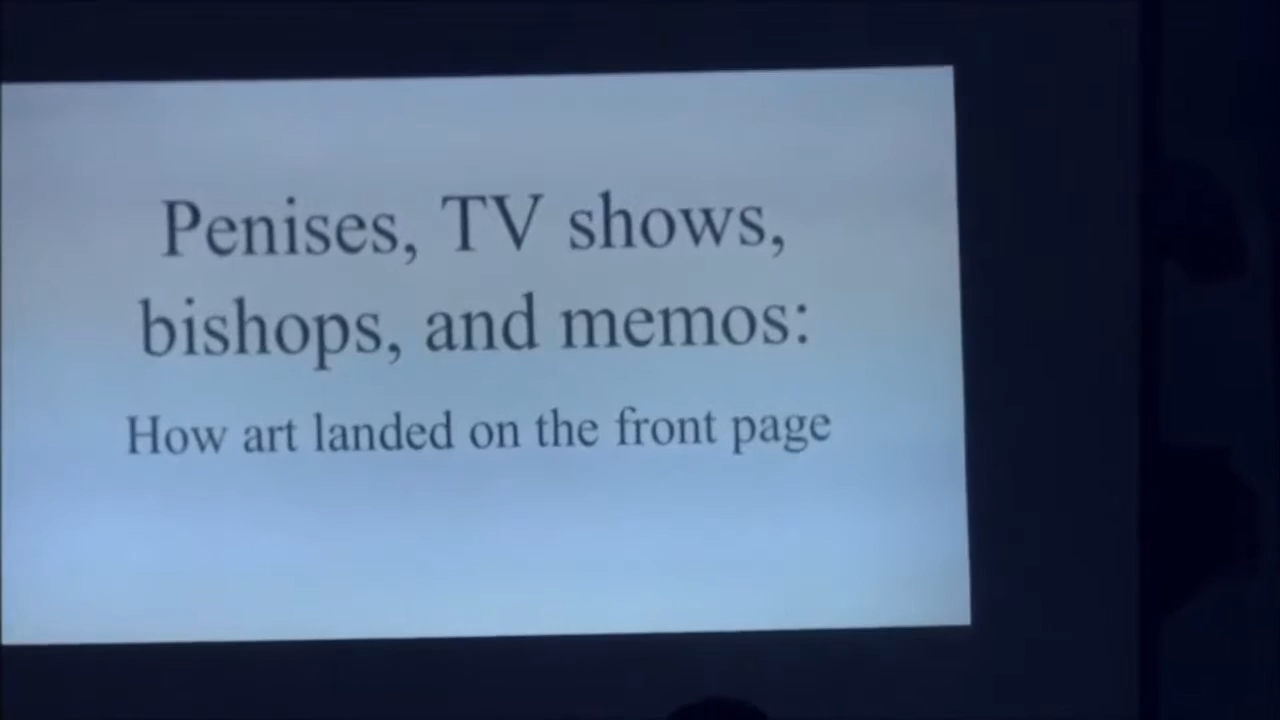 Penises, TV shows,
bishops, and memos:
How art landed on the front page